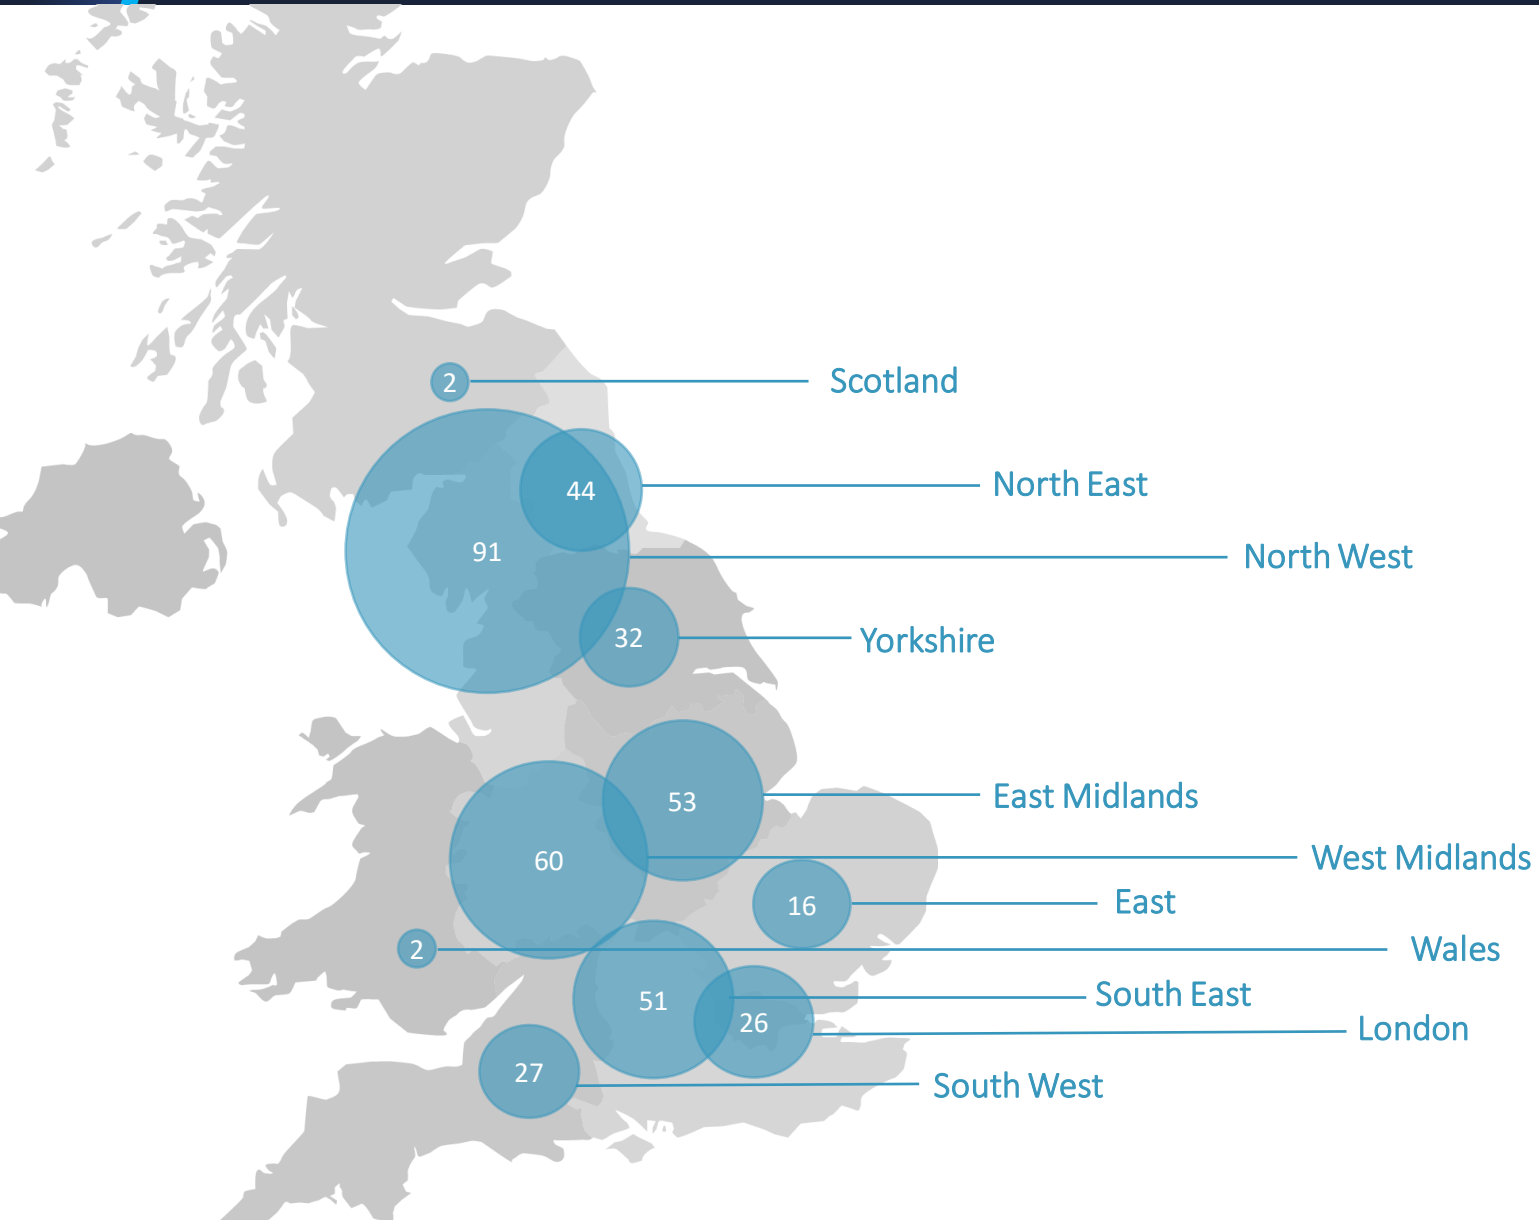 2
Scotland
44
North East
91
North West
32
Yorkshire
53
East Midlands
60
West Midlands
16
East
2
Wales
51
South East
26
London
27
South West